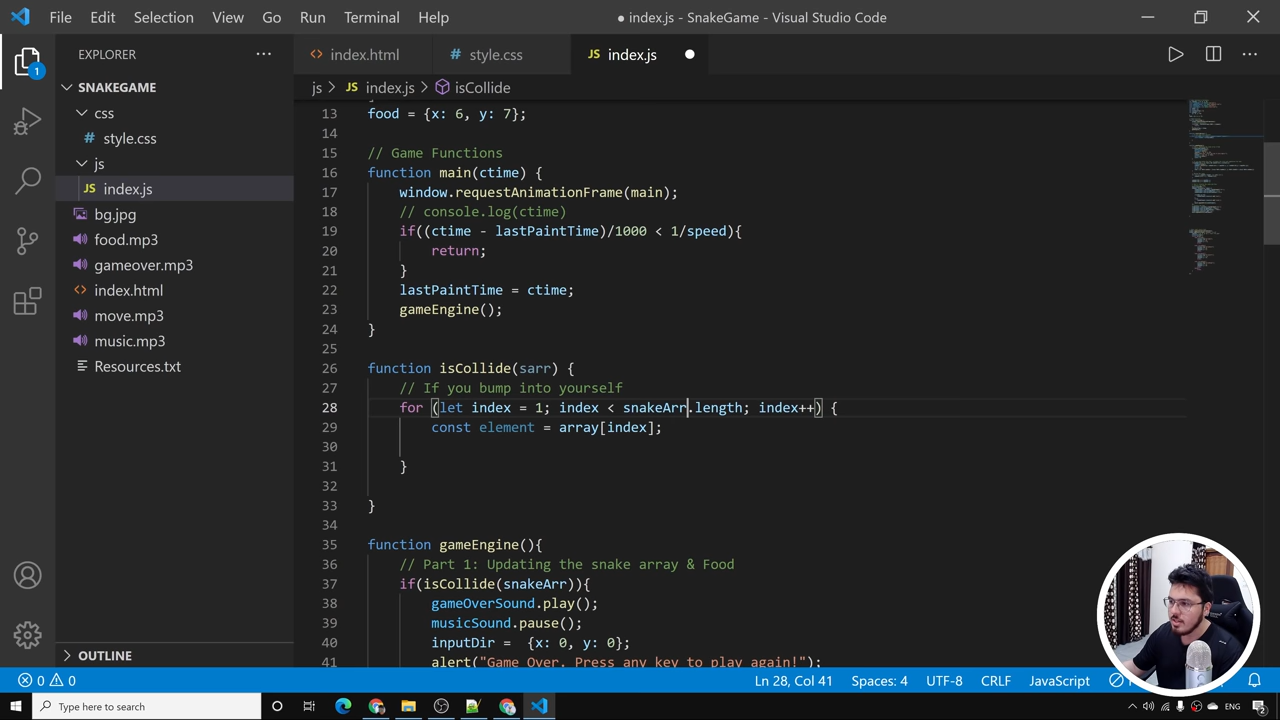 File Edit Selection View Go Run Terminal Help ● index.js - SnakeGame - Visual Studio Code
EXPLORER
SNAKEGAME
css
style.css
js
JS index.js
bg.jpg
food.mp3
gameover.mp3
index.html
move.mp3
music.mp3
Resources.txt
OUTLINE
1
index.html style.css JS index.js
js > JS index.js > isCollide
13 food = {x: 6, y: 7};
14
15 // Game Functions
16 function main(ctime) {
17 window.requestAnimationFrame(main);
18 // console.log(ctime)
19 if((ctime - lastPaintTime)/1000 < 1/speed){
20 return;
21 }
22 lastPaintTime = ctime;
23 gameEngine();
24 }
25
26 function isCollide(sarr) {
27 // If you bump into yourself
28 for (let index = 1; index < snakeArr.length; index++) {
29 const element = array[index];
30
31 }
32
33 }
34
35 function gameEngine(){
36 // Part 1: Updating the snake array & Food
37 if(isCollide(snakeArr)){
38 gameOverSound.play();
39 musicSound.pause();
40 inputDir = {x: 0, y: 0};
41 alert("Game Over. Press any key to play again!");
0 0 Ln 28, Col 41 Spaces: 4 UTF-8 CRLF JavaScript
Type here to search ENG 2